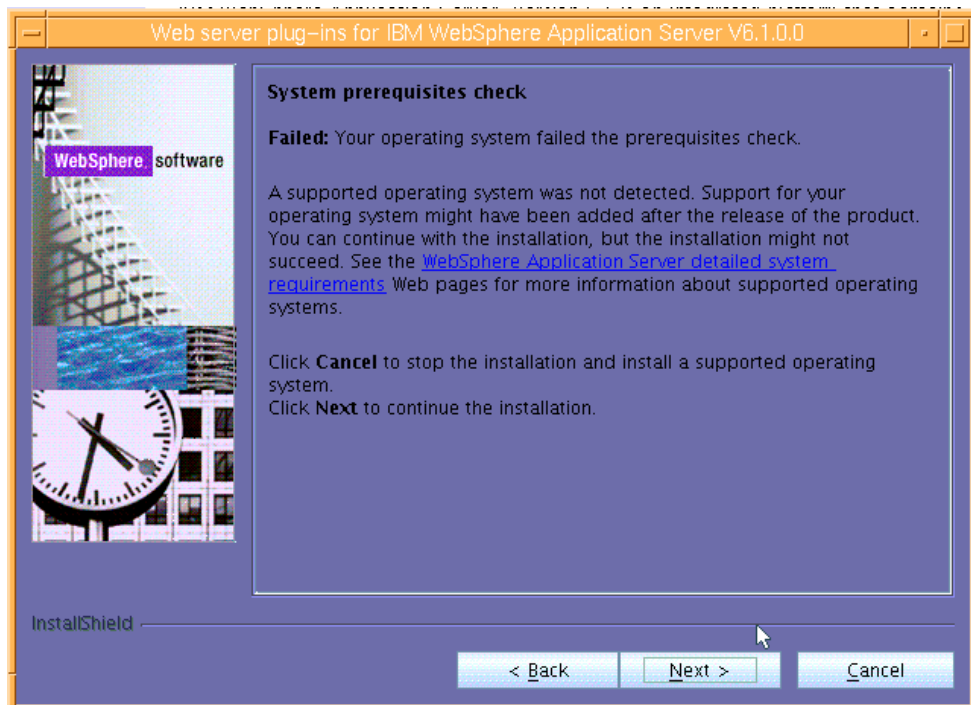 Web server plug-ins for IBM WebSphere Application Server V6.1.0.0
WebSphere. software
System prerequisites check
Failed: Your operating system failed the prerequisites check.
A supported operating system was not detected. Support for your
operating system might have been added after the release of the product.
You can continue with the installation, but the installation might not
succeed. See the WebSphere Application Server detailed system
requirements Web pages for more information about supported operating
systems.
Click Cancel to stop the installation and install a supported operating
system.
Click Next to continue the installation.
InstallShield
< Back
Next >
Cancel